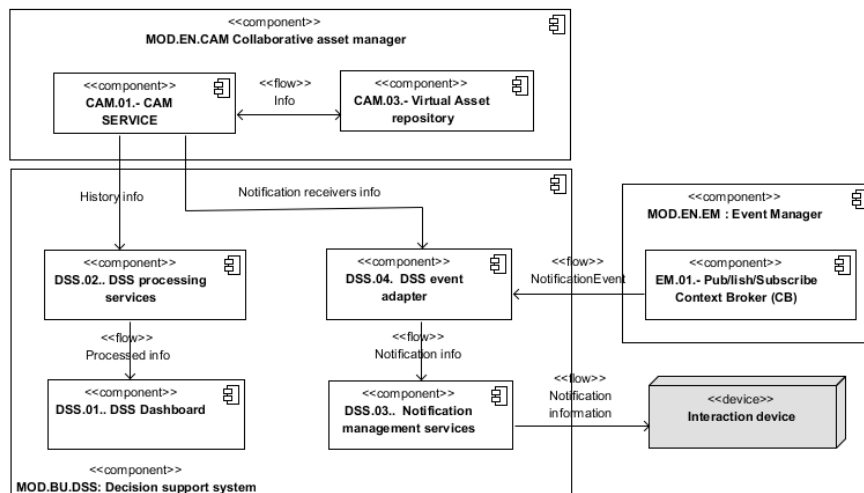 <<component>>
MOD.EN.CAM Collaborative asset manager
<<component>>
CAM.01.- CAM
SERVICE
<<flow>>
Info
<<component>>
CAM.03.- Virtual Asset
repository
History info
Notification receivers info
<<component>>
MOD.EN.EM : Event Manager
<<component>>
DSS.02.. DSS processing
services
<<component>>
DSS.04. DSS event
adapter
<<flow>>
NotificationEvent
<<component>>
EM.01.- Pub/lish/Subscribe
Context Broker (CB)
<<flow>>
Processed info
<<flow>>
Notification info
<<component>>
DSS.01.. DSS Dashboard
<<component>>
DSS.03.. Notification
management services
<<flow>>
Notification
information
<<device>>
Interaction device
<<component>>
MOD.BU.DSS: Decision support system